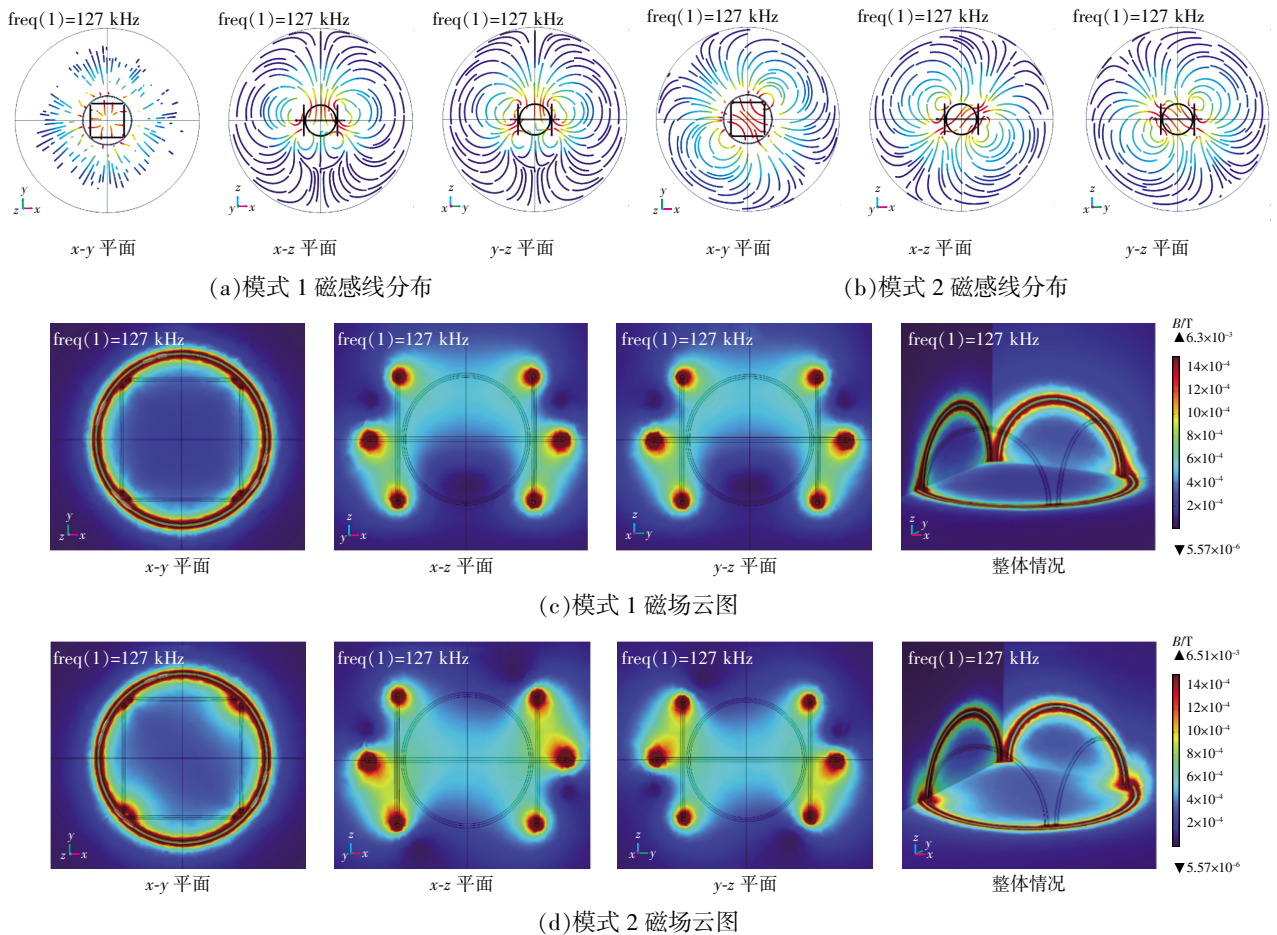 freq(1)=127 kHz
freq(1)=127 kHz
freq(1)=127 kHz
freq(1)=127 kHz
freq(1)=127 kHz
freq(1)=127 kHz
y
z x
z
y x
z
x y
y
z x
z
y x
z
x y
x-y 平面
x-z 平面
y-z 平面
x-y 平面
x-z 平面
y-z 平面
(a)模式 1 磁感线分布
(b)模式 2 磁感线分布
freq(1)=127 kHz
freq(1)=127 kHz
freq(1)=127 kHz
freq(1)=127 kHz
B/T
▲6.3×10⁻³
14×10⁻⁴
12×10⁻⁴
10×10⁻⁴
8×10⁻⁴
6×10⁻⁴
4×10⁻⁴
2×10⁻⁴
▼5.57×10⁻⁶
y
z x
z
y x
z
x y
z
y
x
x-y 平面
x-z 平面
y-z 平面
整体情况
(c)模式 1 磁场云图
freq(1)=127 kHz
freq(1)=127 kHz
freq(1)=127 kHz
freq(1)=127 kHz
B/T
▲6.51×10⁻³
14×10⁻⁴
12×10⁻⁴
10×10⁻⁴
8×10⁻⁴
6×10⁻⁴
4×10⁻⁴
2×10⁻⁴
▼5.57×10⁻⁶
y
z x
z
y x
z
x y
z
y
x
x-y 平面
x-z 平面
y-z 平面
整体情况
(d)模式 2 磁场云图